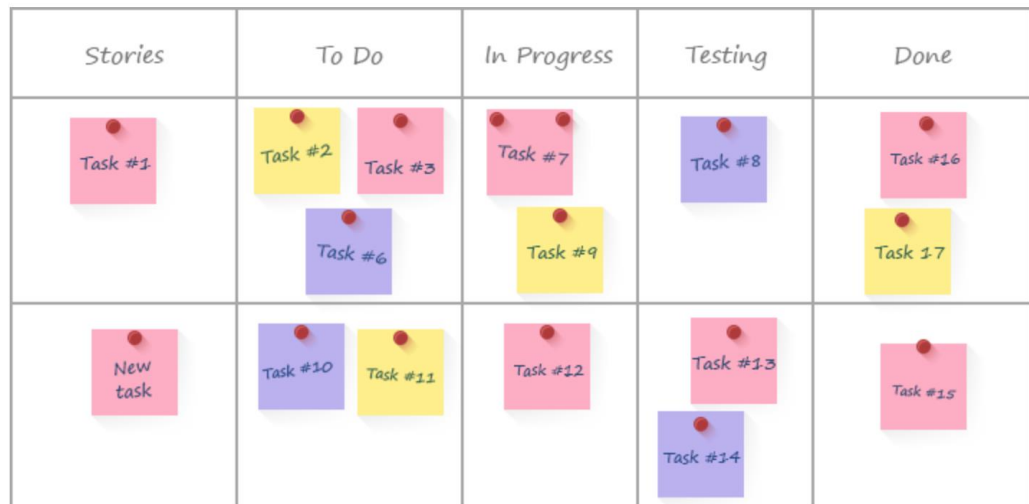 Stories
To Do
In Progress
Testing
Done
Task #1
Task #2
Task #3
Task #6
Task #7
Task #9
Task #8
Task #16
Task 17
New
task
Task #10
Task #11
Task #12
Task #13
Task #14
Task #15